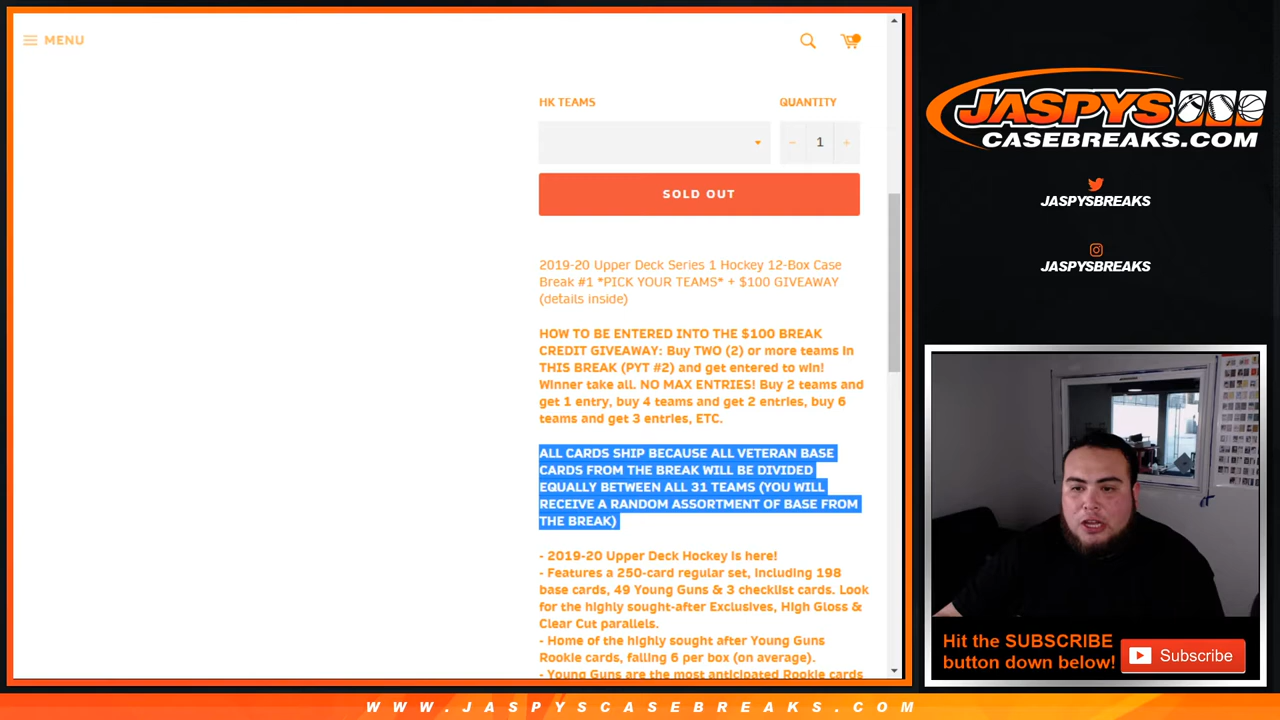 MENU
HK TEAMS
QUANTITY
− 1 +
SOLD OUT
2019-20 Upper Deck Series 1 Hockey 12-Box Case
Break #1 *PICK YOUR TEAMS* + $100 GIVEAWAY
(details inside)
HOW TO BE ENTERED INTO THE $100 BREAK
CREDIT GIVEAWAY: Buy TWO (2) or more teams in
THIS BREAK (PYT #2) and get entered to win!
Winner take all. NO MAX ENTRIES! Buy 2 teams and
get 1 entry, buy 4 teams and get 2 entries, buy 6
teams and get 3 entries, ETC.
ALL CARDS SHIP BECAUSE ALL VETERAN BASE
CARDS FROM THE BREAK WILL BE DIVIDED
EQUALLY BETWEEN ALL 31 TEAMS (YOU WILL
RECEIVE A RANDOM ASSORTMENT OF BASE FROM
THE BREAK)
- 2019-20 Upper Deck Hockey is here!
- Features a 250-card regular set, including 198
base cards, 49 Young Guns & 3 checklist cards. Look
for the highly sought-after Exclusives, High Gloss &
Clear Cut parallels.
- Home of the highly sought after Young Guns
Rookie cards, falling 6 per box (on average).
- Young Guns are the most anticipated Rookie cards
JASPYS
CASEBREAKS.COM
JASPYSBREAKS
JASPYSBREAKS
Hit the SUBSCRIBE
button down below!
Subscribe
WWW.JASPYSCASEBREAKS.COM